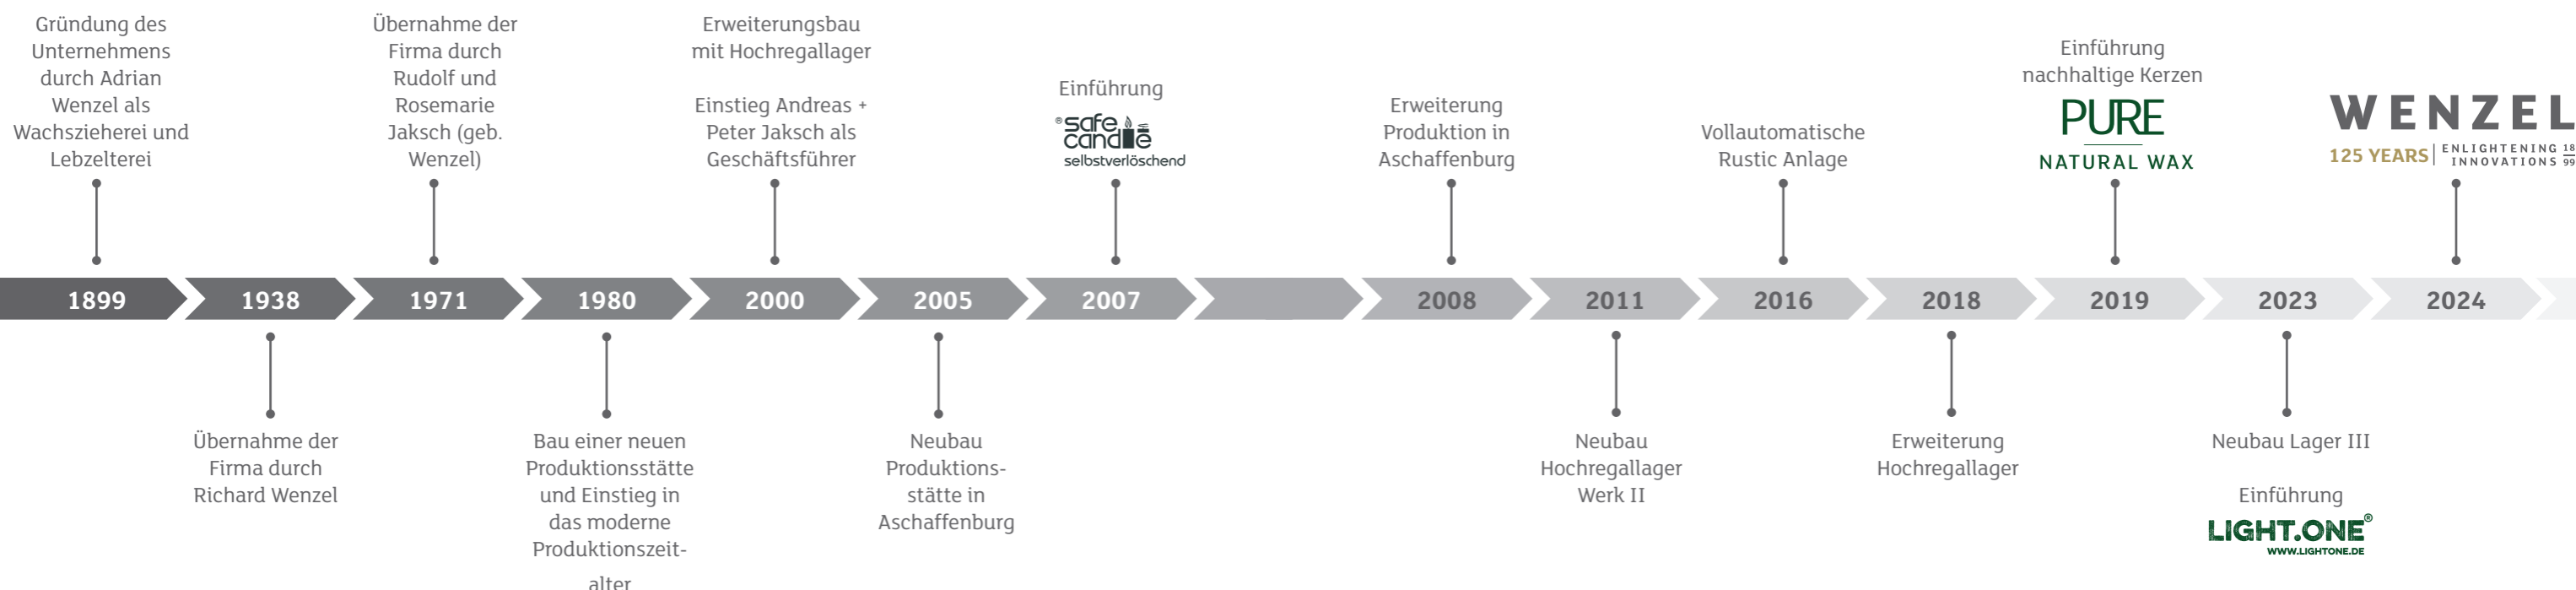 Gründung des
Unternehmens
durch Adrian
Wenzel als
Wachszieherei und
Lebzelterei
Übernahme der
Firma durch
Rudolf und
Rosemarie
Jaksch (geb.
Wenzel)
Erweiterungsbau
mit Hochregallager
Einstieg Andreas +
Peter Jaksch als
Geschäftsführer
Einführung
®safe
candle
selbstverlöschend
Erweiterung
Produktion in
Aschaffenburg
Vollautomatische
Rustic Anlage
Einführung
nachhaltige Kerzen
PURE
NATURAL WAX
WENZEL
125 YEARS
ENLIGHTENING
INNOVATIONS
18
99
1899
1938
1971
1980
2000
2005
2007
2008
2011
2016
2018
2019
2023
2024
Übernahme der
Firma durch
Richard Wenzel
Bau einer neuen
Produktionsstätte
und Einstieg in
das moderne
Produktionszeit-
alter
Neubau
Produktions-
stätte in
Aschaffenburg
Neubau
Hochregallager
Werk II
Erweiterung
Hochregallager
Neubau Lager III
Einführung
LIGHT.ONE®
WWW.LIGHTONE.DE